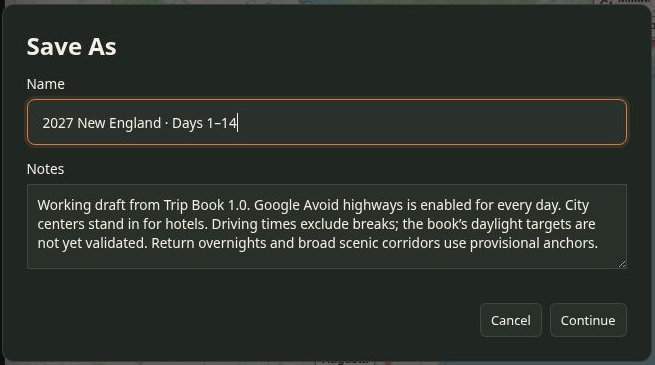 Save As
Name
2027 New England · Days 1–14
Notes
Working draft from Trip Book 1.0. Google Avoid highways is enabled for every day. City
centers stand in for hotels. Driving times exclude breaks; the book’s daylight targets are
not yet validated. Return overnights and broad scenic corridors use provisional anchors.
Cancel
Continue